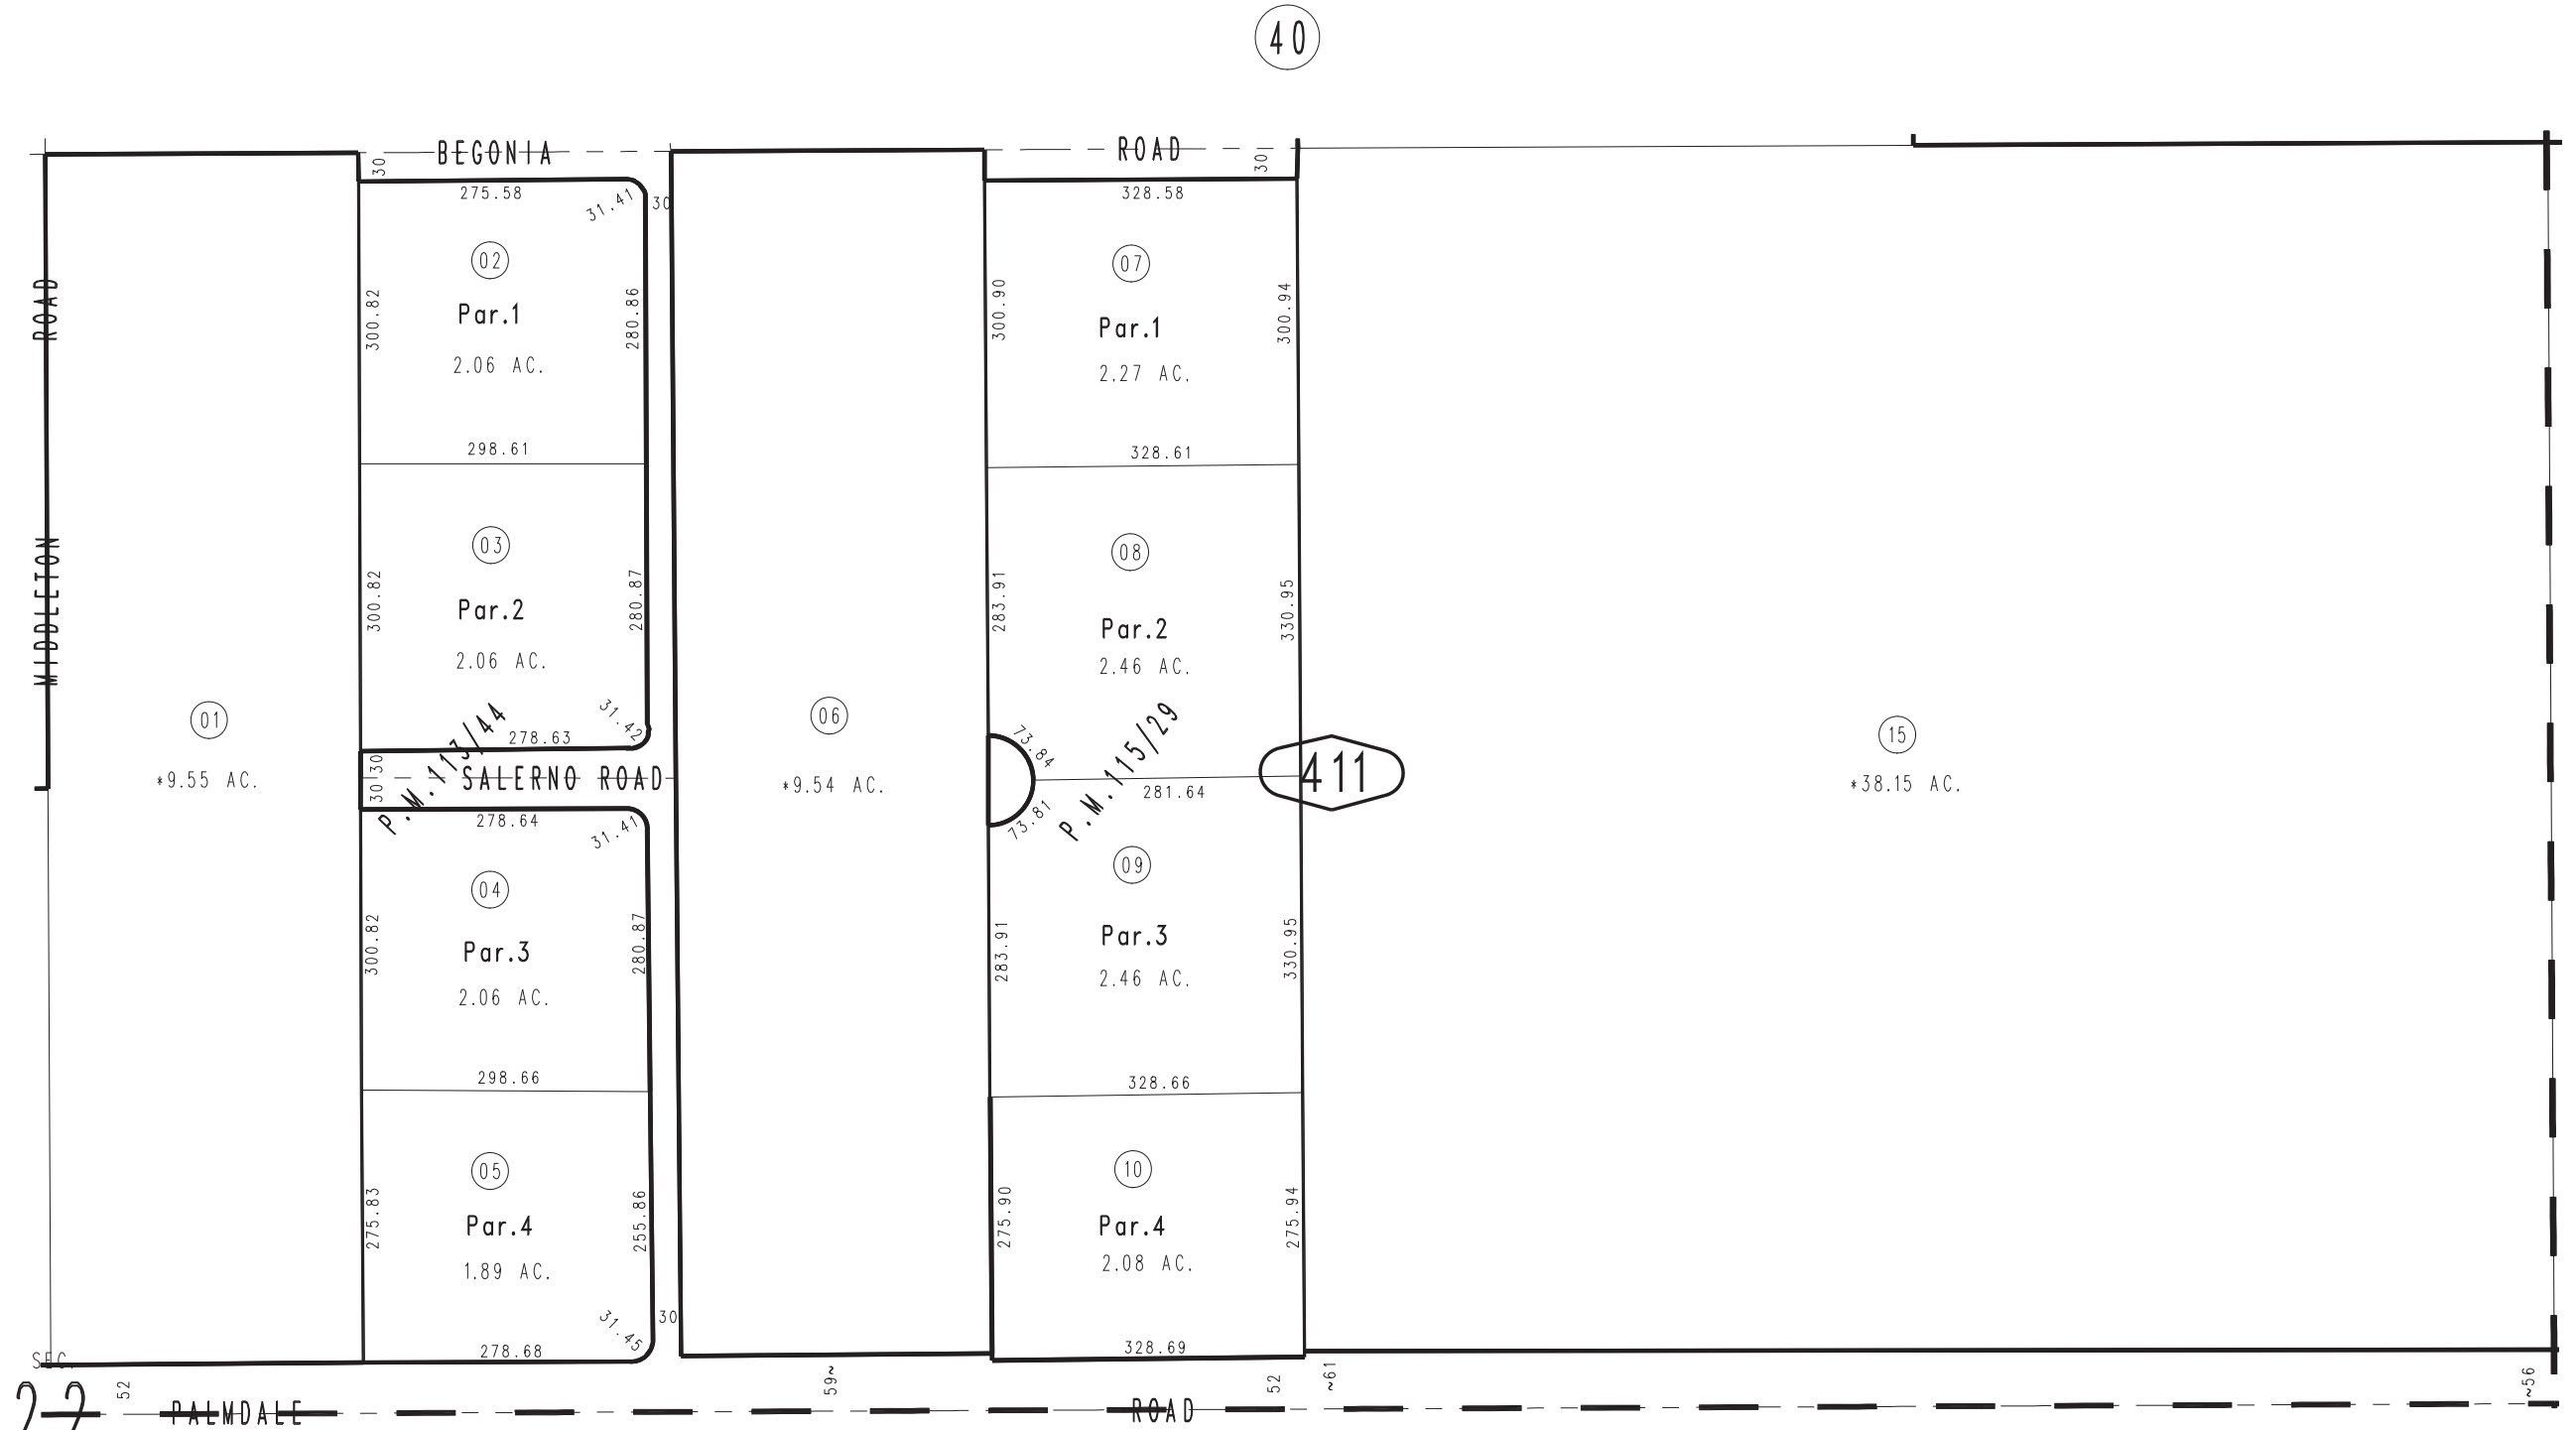 40
BEGONIA ROAD
30
30
275.58
31.41
30
328.58
ROAD
MIDDLETON
02
Par.1
2.06 AC.
300.82
280.86
298.61
07
Par.1
2.27 AC.
300.90
300.94
328.61
03
Par.2
2.06 AC.
300.82
280.87
31.42
278.63
08
Par.2
2.46 AC.
283.91
330.95
73.84
01
*9.55 AC.
P.M.113/44
30
30
SALERNO ROAD
06
*9.54 AC.
P.M.115/29
281.64
411
15
*38.15 AC.
278.64
31.41
04
Par.3
2.06 AC.
300.82
280.87
298.66
73.81
09
Par.3
2.46 AC.
283.91
330.95
328.66
05
Par.4
1.89 AC.
275.83
255.86
31.45
30
278.68
10
Par.4
2.08 AC.
275.90
275.94
328.69
SEC.
22
52
59~
52
~61
~56
PALMDALE ROAD